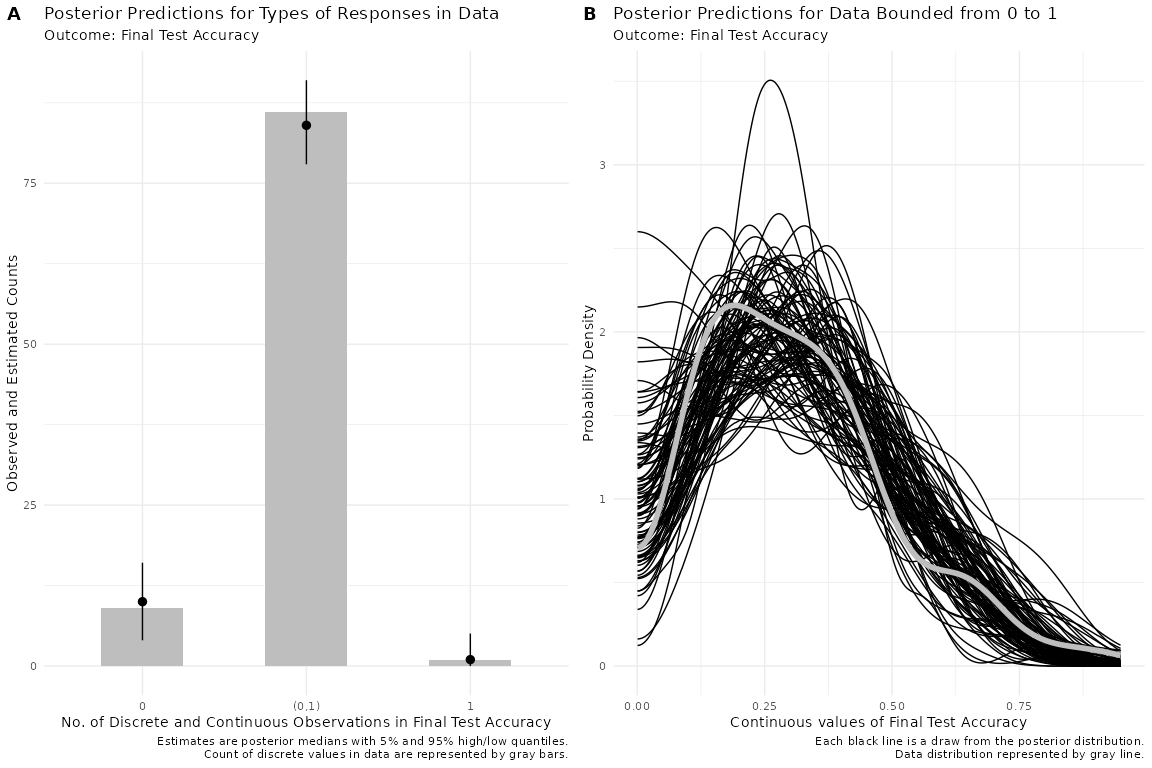 A
Posterior Predictions for Types of Responses in Data
Outcome: Final Test Accuracy
Observed and Estimated Counts
75
50
25
0
0
(0,1)
1
No. of Discrete and Continuous Observations in Final Test Accuracy
Estimates are posterior medians with 5% and 95% high/low quantiles.
Count of discrete values in data are represented by gray bars.
B
Posterior Predictions for Data Bounded from 0 to 1
Outcome: Final Test Accuracy
Probability Density
3
2
1
0
0.00
0.25
0.50
0.75
Continuous values of Final Test Accuracy
Each black line is a draw from the posterior distribution.
Data distribution represented by gray line.